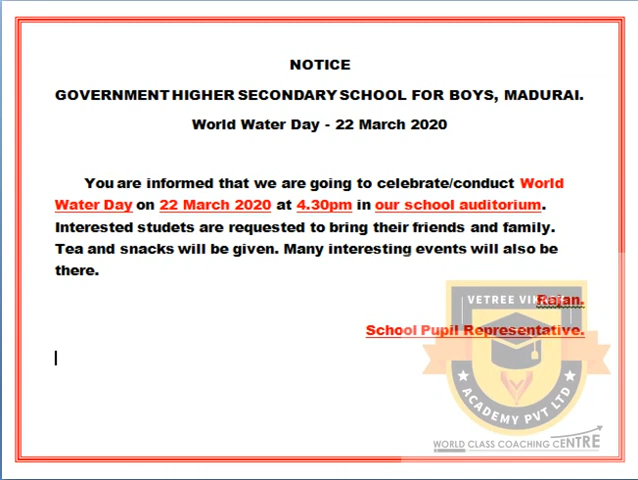 NOTICE
GOVERNMENT HIGHER SECONDARY SCHOOL FOR BOYS, MADURAI.
World Water Day - 22 March 2020
You are informed that we are going to celebrate/conduct World
Water Day on 22 March 2020 at 4.30pm in our school auditorium.
Interested studets are requested to bring their friends and family.
Tea and snacks will be given. Many interesting events will also be
there.
Rajan.
School Pupil Representative.
VETREE
ACADEMY PVT LTD
WORLD CLASS COACHING CENTRE